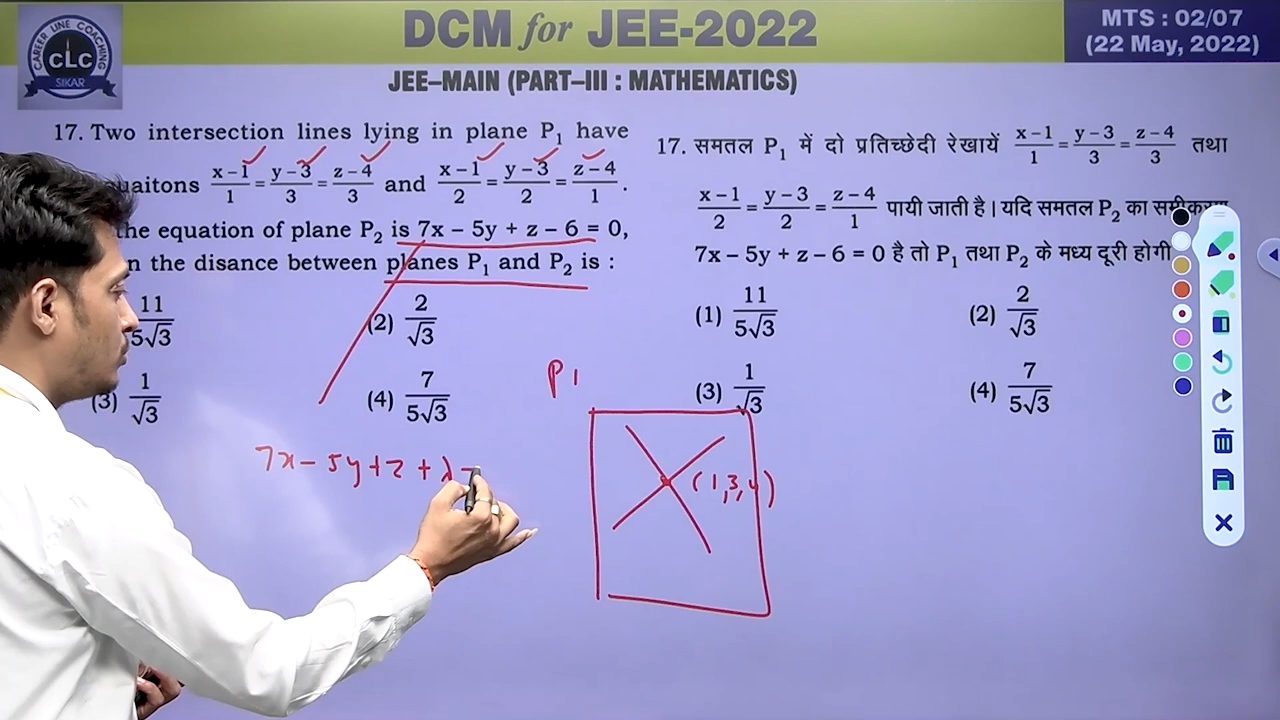 DCM for JEE-2022
MTS : 02/07
(22 May, 2022)
CAREER LINE COACHING
CLC
SIKAR
JEE–MAIN (PART–III : MATHEMATICS)
17. Two intersection lines lying in plane P₁ have
quaitons (x−1)/1 = (y−3)/3 = (z−4)/3 and (x−1)/2 = (y−3)/2 = (z−4)/1 .
the equation of plane P₂ is 7x − 5y + z − 6 = 0,
n the disance between planes P₁ and P₂ is :
11/5√3
(2) 2/√3
(3) 1/√3
(4) 7/5√3
17. समतल P₁ में दो प्रतिच्छेदी रेखायें (x−1)/1 = (y−3)/3 = (z−4)/3 तथा
(x−1)/2 = (y−3)/2 = (z−4)/1 पायी जाती है। यदि समतल P₂ का समीकरण
7x − 5y + z − 6 = 0 है तो P₁ तथा P₂ के मध्य दूरी होगी
(1) 11/5√3
(2) 2/√3
(3) 1/√3
(4) 7/5√3
P1
(1,3,4)
7x − 5y + z + λ =